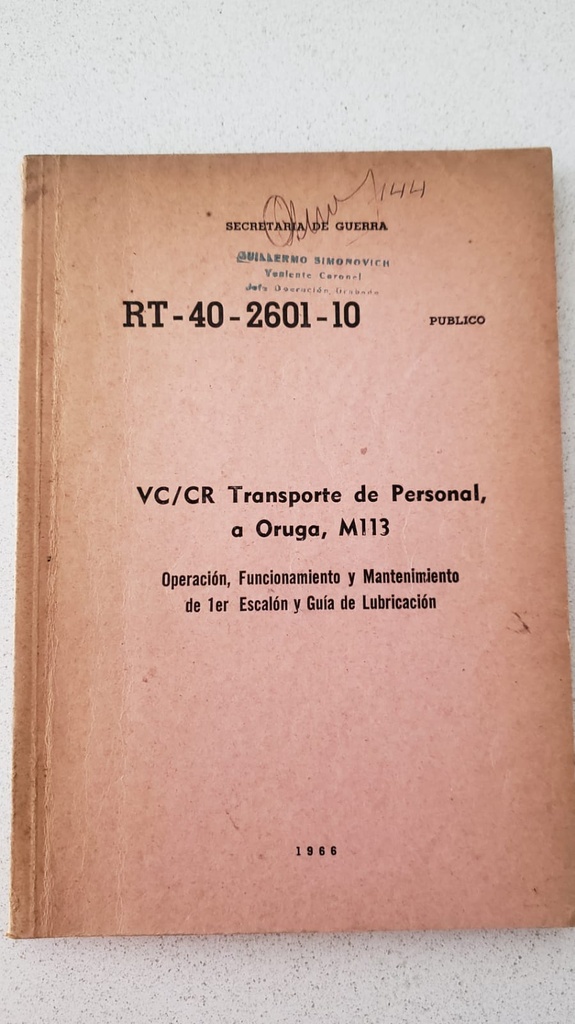 144
SECRETARIA DE GUERRA
GUILLERMO SIMONOVICH
Teniente Coronel
Jefe
RT-40-2601-10 PUBLICO
VC/CR Transporte de Personal,
a Oruga, M113
Operación, Funcionamiento y Mantenimiento
de 1er Escalón y Guía de Lubricación
1966